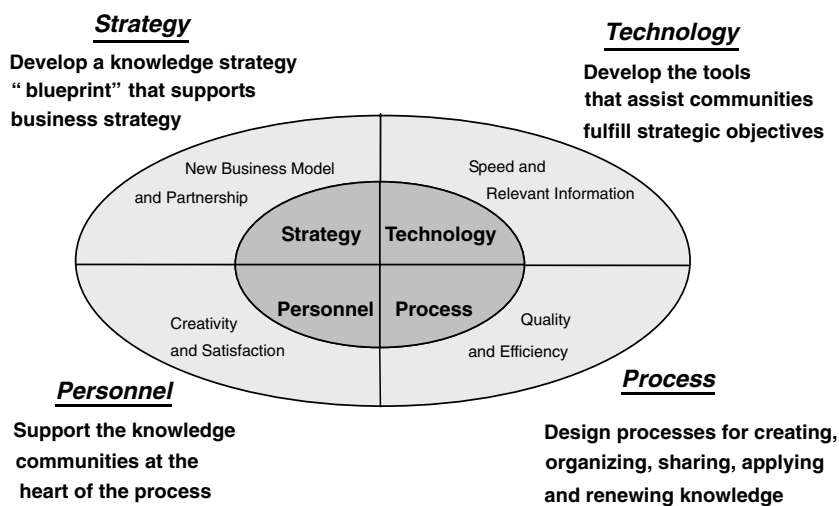 Strategy
Develop a knowledge strategy
“ blueprint” that supports
business strategy
Technology
Develop the tools
that assist communities
fulfill strategic objectives
New Business Model
and Partnership
Speed and
Relevant Information
Strategy
Technology
Personnel
Process
Creativity
and Satisfaction
Quality
and Efficiency
Personnel
Support the knowledge
communities at the
heart of the process
Process
Design processes for creating,
organizing, sharing, applying
and renewing knowledge